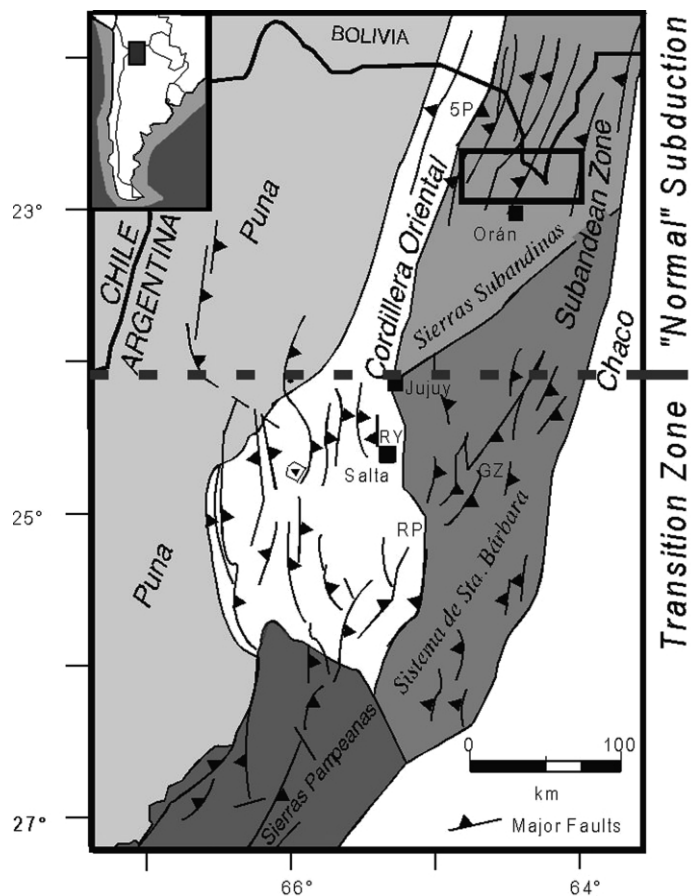 BOLIVIA
5P
23°
Puna
Cordillera Oriental
Orán
Subandean Zone
"Normal" Subduction
CHILE
ARGENTINA
Sierras Subandinas
Chaco
Jujuy
RY
Salta
GZ
25°
RP
Puna
Sistema de Sta. Bárbara
Transition Zone
Sierras Pampeanas
0 100
km
27°
Major Faults
66° 64°